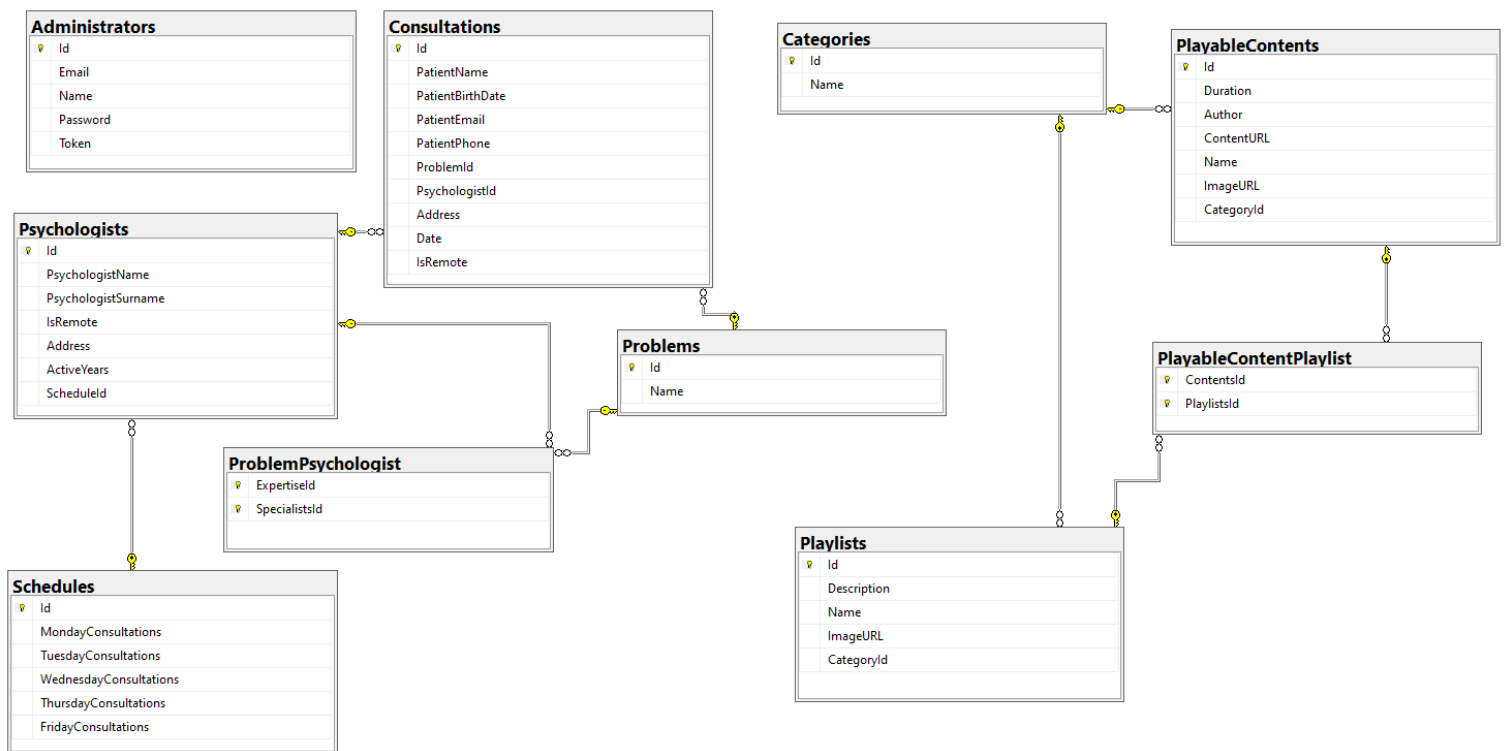 Administrators
Id
Email
Name
Password
Token
Consultations
Id
PatientName
PatientBirthDate
PatientEmail
PatientPhone
ProblemId
PsychologistId
Address
Date
IsRemote
Categories
Id
Name
PlayableContents
Id
Duration
Author
ContentURL
Name
ImageURL
CategoryId
Psychologists
Id
PsychologistName
PsychologistSurname
IsRemote
Address
ActiveYears
ScheduleId
Problems
Id
Name
PlayableContentPlaylist
ContentsId
PlaylistsId
ProblemPsychologist
ExpertiseId
SpecialistsId
Playlists
Id
Description
Name
ImageURL
CategoryId
Schedules
Id
MondayConsultations
TuesdayConsultations
WednesdayConsultations
ThursdayConsultations
FridayConsultations